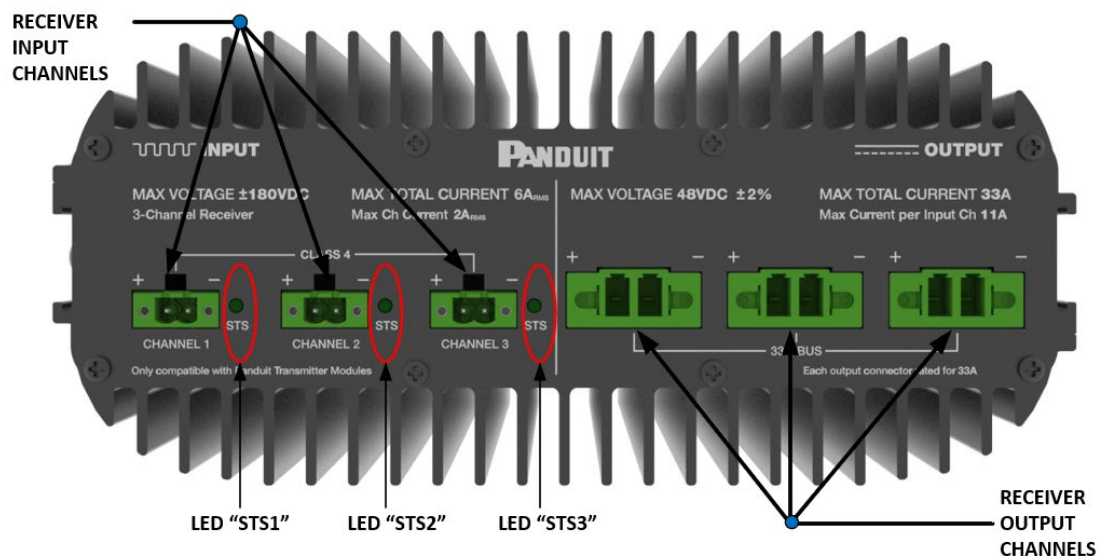 RECEIVER
INPUT
CHANNELS
INPUT
PANDUIT
OUTPUT
MAX VOLTAGE ±180VDC
MAX TOTAL CURRENT 6ARMS
MAX VOLTAGE 48VDC ±2%
MAX TOTAL CURRENT 33A
3-Channel Receiver
Max Ch Current 2ARMS
Max Current per Input Ch 11A
CLASS 4
+ −
+ −
+ −
+ −
+ −
+ −
STS
STS
STS
CHANNEL 1
CHANNEL 2
CHANNEL 3
BUS
Only compatible with Panduit Transmitter Modules
Each output connector rated for 33A
LED “STS1”
LED “STS2”
LED “STS3”
RECEIVER
OUTPUT
CHANNELS